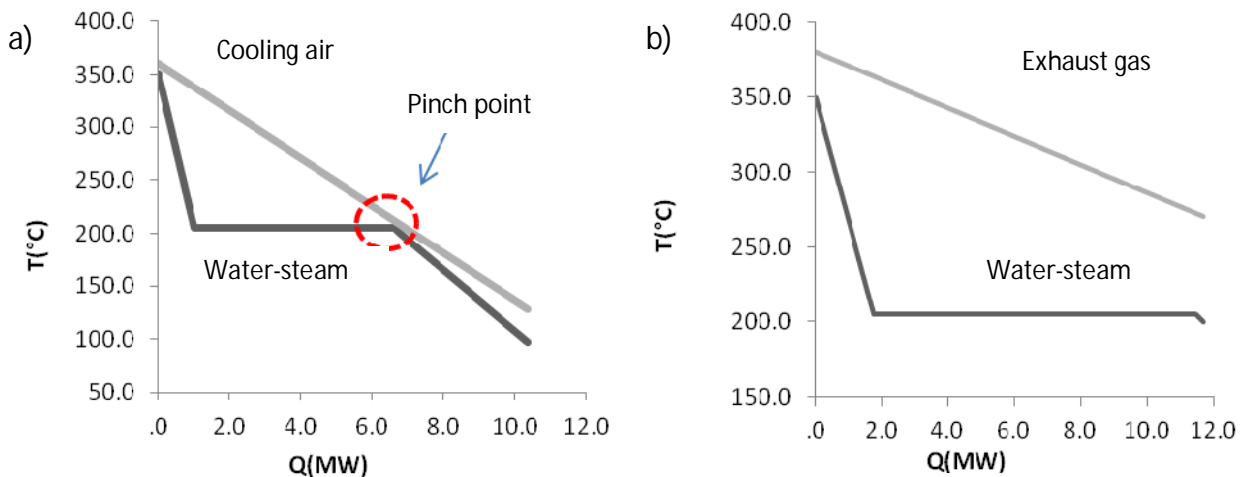 a)
400.0
350.0
300.0
250.0
200.0
150.0
100.0
50.0
T(°C)
Cooling air
Pinch point
Water-steam
.0 2.0 4.0 6.0 8.0 10.0 12.0
Q(MW)
b)
400.0
350.0
300.0
250.0
200.0
150.0
T(°C)
Exhaust gas
Water-steam
.0 2.0 4.0 6.0 8.0 10.0 12.0
Q(MW)